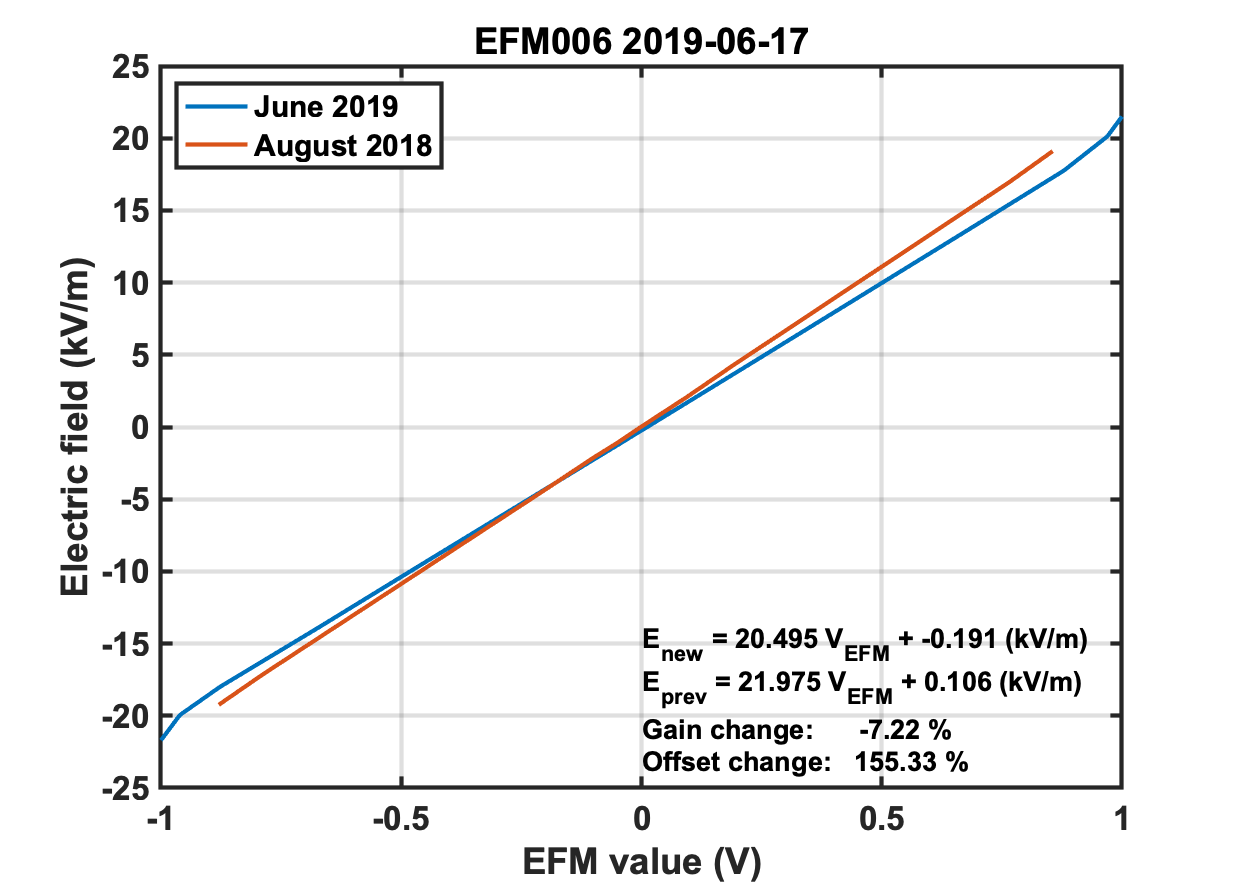 EFM006 2019-06-17
June 2019
August 2018
25
20
15
10
5
0
-5
-10
-15
-20
-25
Electric field (kV/m)
E_new = 20.495 V_EFM + -0.191 (kV/m)
E_prev = 21.975 V_EFM + 0.106 (kV/m)
Gain change: -7.22 %
Offset change: 155.33 %
-1 -0.5 0 0.5 1
EFM value (V)